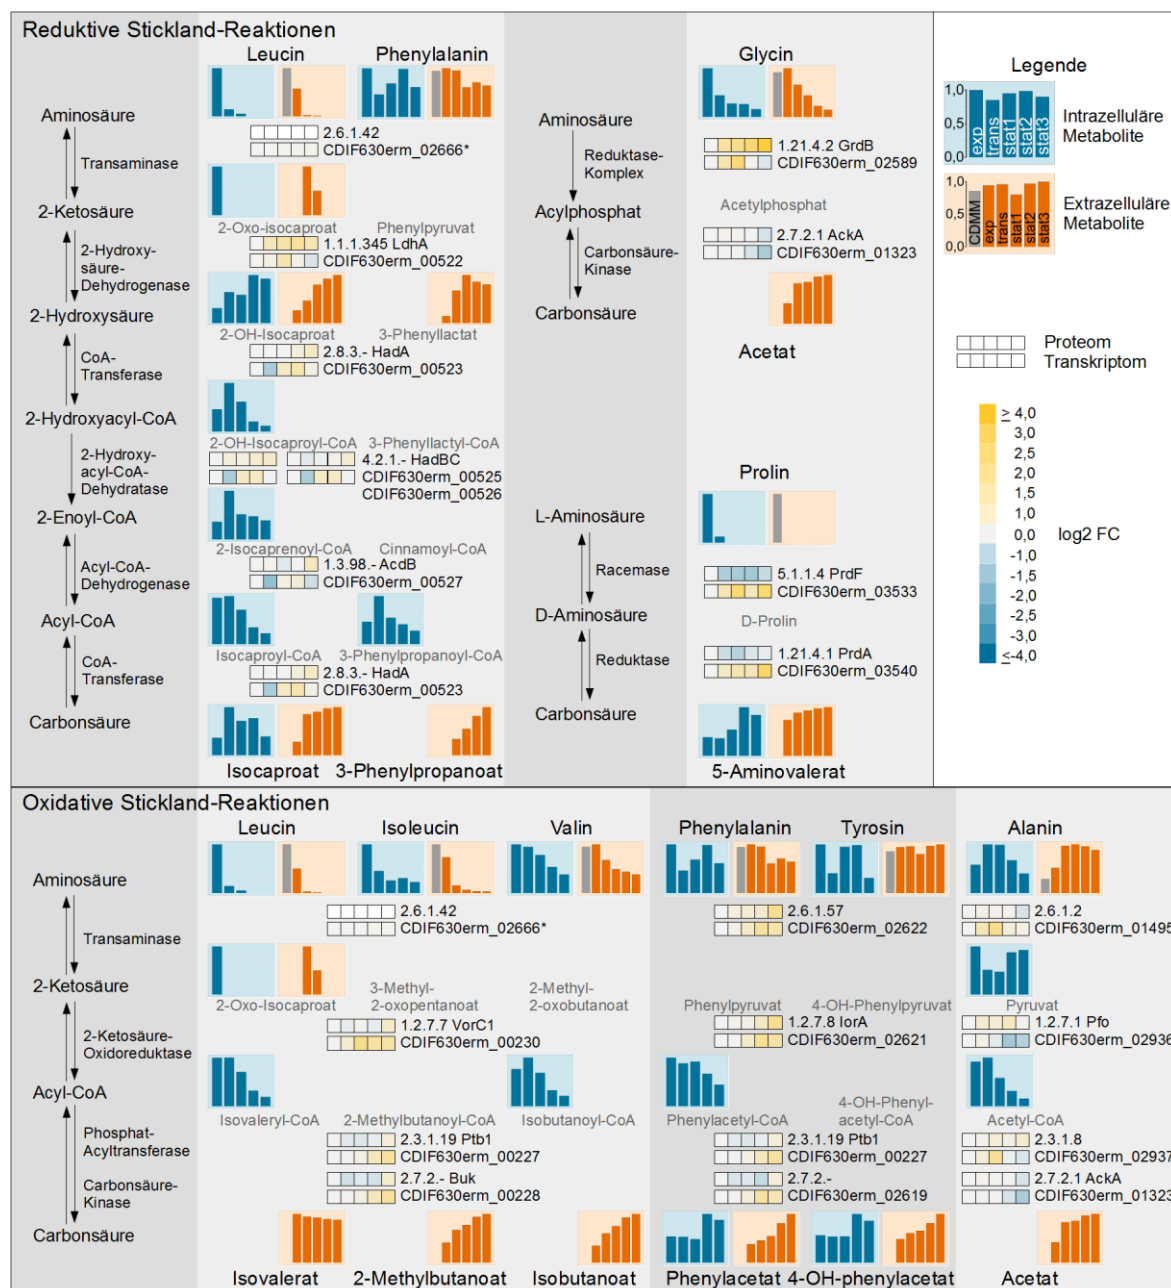 Reduktive Stickland-Reaktionen
Leucin
Phenylalanin
Aminosäure
2.6.1.42
CDIF630erm_02666*
Transaminase
2-Ketosäure
2-Oxo-isocaproat
Phenylpyruvat
1.1.1.345 LdhA
CDIF630erm_00522
2-Hydroxy-
säure-
Dehydrogenase
2-Hydroxysäure
2-OH-Isocaproat
3-Phenyllactat
2.8.3.- HadA
CDIF630erm_00523
CoA-
Transferase
2-Hydroxyacyl-CoA
2-OH-Isocaproyl-CoA
3-Phenyllactyl-CoA
4.2.1.- HadBC
CDIF630erm_00525
CDIF630erm_00526
2-Hydroxy-
acyl-CoA-
Dehydratase
2-Enoyl-CoA
2-Isocaprenoyl-CoA
Cinnamoyl-CoA
1.3.98.- AcdB
CDIF630erm_00527
Acyl-CoA-
Dehydrogenase
Acyl-CoA
Isocaproyl-CoA
3-Phenylpropanoyl-CoA
2.8.3.- HadA
CDIF630erm_00523
CoA-
Transferase
Carbonsäure
Isocaproat
3-Phenylpropanoat
Glycin
Aminosäure
1.21.4.2 GrdB
CDIF630erm_02589
Reduktase-
Komplex
Acylphosphat
Acetylphosphat
2.7.2.1 AckA
CDIF630erm_01323
Carbonsäure-
Kinase
Carbonsäure
Acetat
Prolin
L-Aminosäure
Racemase
5.1.1.4 PrdF
CDIF630erm_03533
D-Aminosäure
D-Prolin
Reduktase
1.21.4.1 PrdA
CDIF630erm_03540
Carbonsäure
5-Aminovalerat
Legende
1,0
0,5
0,0
exp
trans
stat1
stat2
stat3
Intrazelluläre
Metabolite
1,0
0,5
0,0
CDMM
exp
trans
stat1
stat2
stat3
Extrazelluläre
Metabolite
Proteom
Transkriptom
≥ 4,0
3,0
2,0
1,5
1,0
0,0
-1,0
-1,5
-2,5
-3,0
≤-4,0
log2 FC
Oxidative Stickland-Reaktionen
Leucin
Isoleucin
Valin
Phenylalanin
Tyrosin
Alanin
Aminosäure
2.6.1.42
CDIF630erm_02666*
2.6.1.57
CDIF630erm_02622
2.6.1.2
CDIF630erm_01495
Transaminase
2-Ketosäure
2-Oxo-Isocaproat
3-Methyl-
2-oxopentanoat
2-Methyl-
2-oxobutanoat
Phenylpyruvat
4-OH-Phenylpyruvat
Pyruvat
1.2.7.7 VorC1
CDIF630erm_00230
1.2.7.8 IorA
CDIF630erm_02621
1.2.7.1 Pfo
CDIF630erm_02936
2-Ketosäure-
Oxidoreduktase
Acyl-CoA
Isovaleryl-CoA
2-Methylbutanoyl-CoA
Isobutanoyl-CoA
Phenylacetyl-CoA
4-OH-Phenyl-
acetyl-CoA
Acetyl-CoA
Phosphat-
Acyltransferase
2.3.1.19 Ptb1
CDIF630erm_00227
2.3.1.19 Ptb1
CDIF630erm_00227
2.3.1.8
CDIF630erm_02937
Carbonsäure-
Kinase
2.7.2.- Buk
CDIF630erm_00228
2.7.2.-
CDIF630erm_02619
2.7.2.1 AckA
CDIF630erm_01323
Carbonsäure
Isovalerat
2-Methylbutanoat
Isobutanoat
Phenylacetat
4-OH-phenylacetat
Acetat